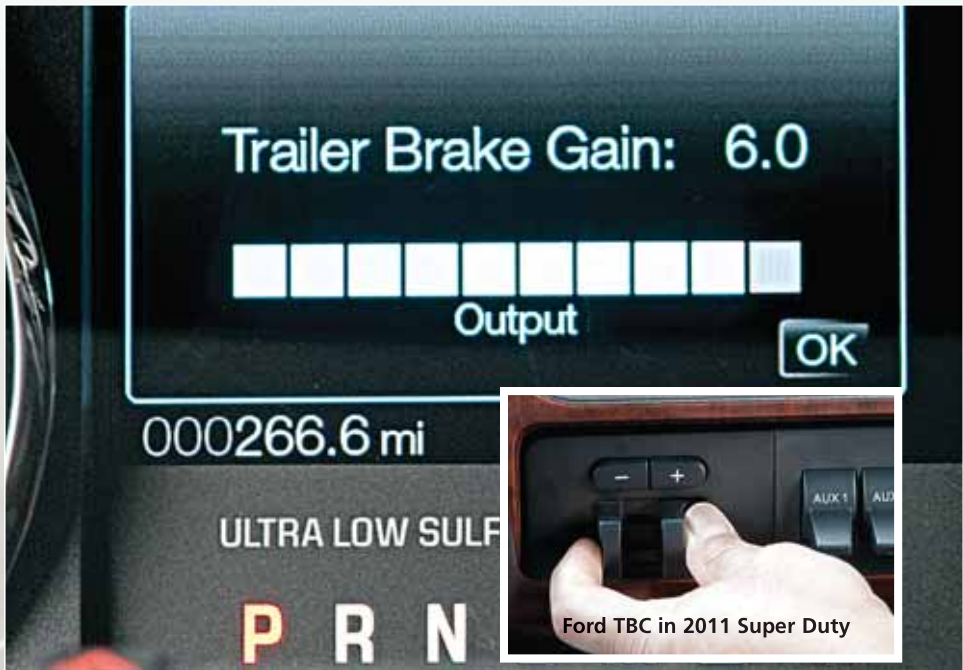 Trailer Brake Gain: 6.0
Output
OK
000266.6 mi
ULTRA LOW SULF
P R N
− +
AUX 1 AUX
Ford TBC in 2011 Super Duty